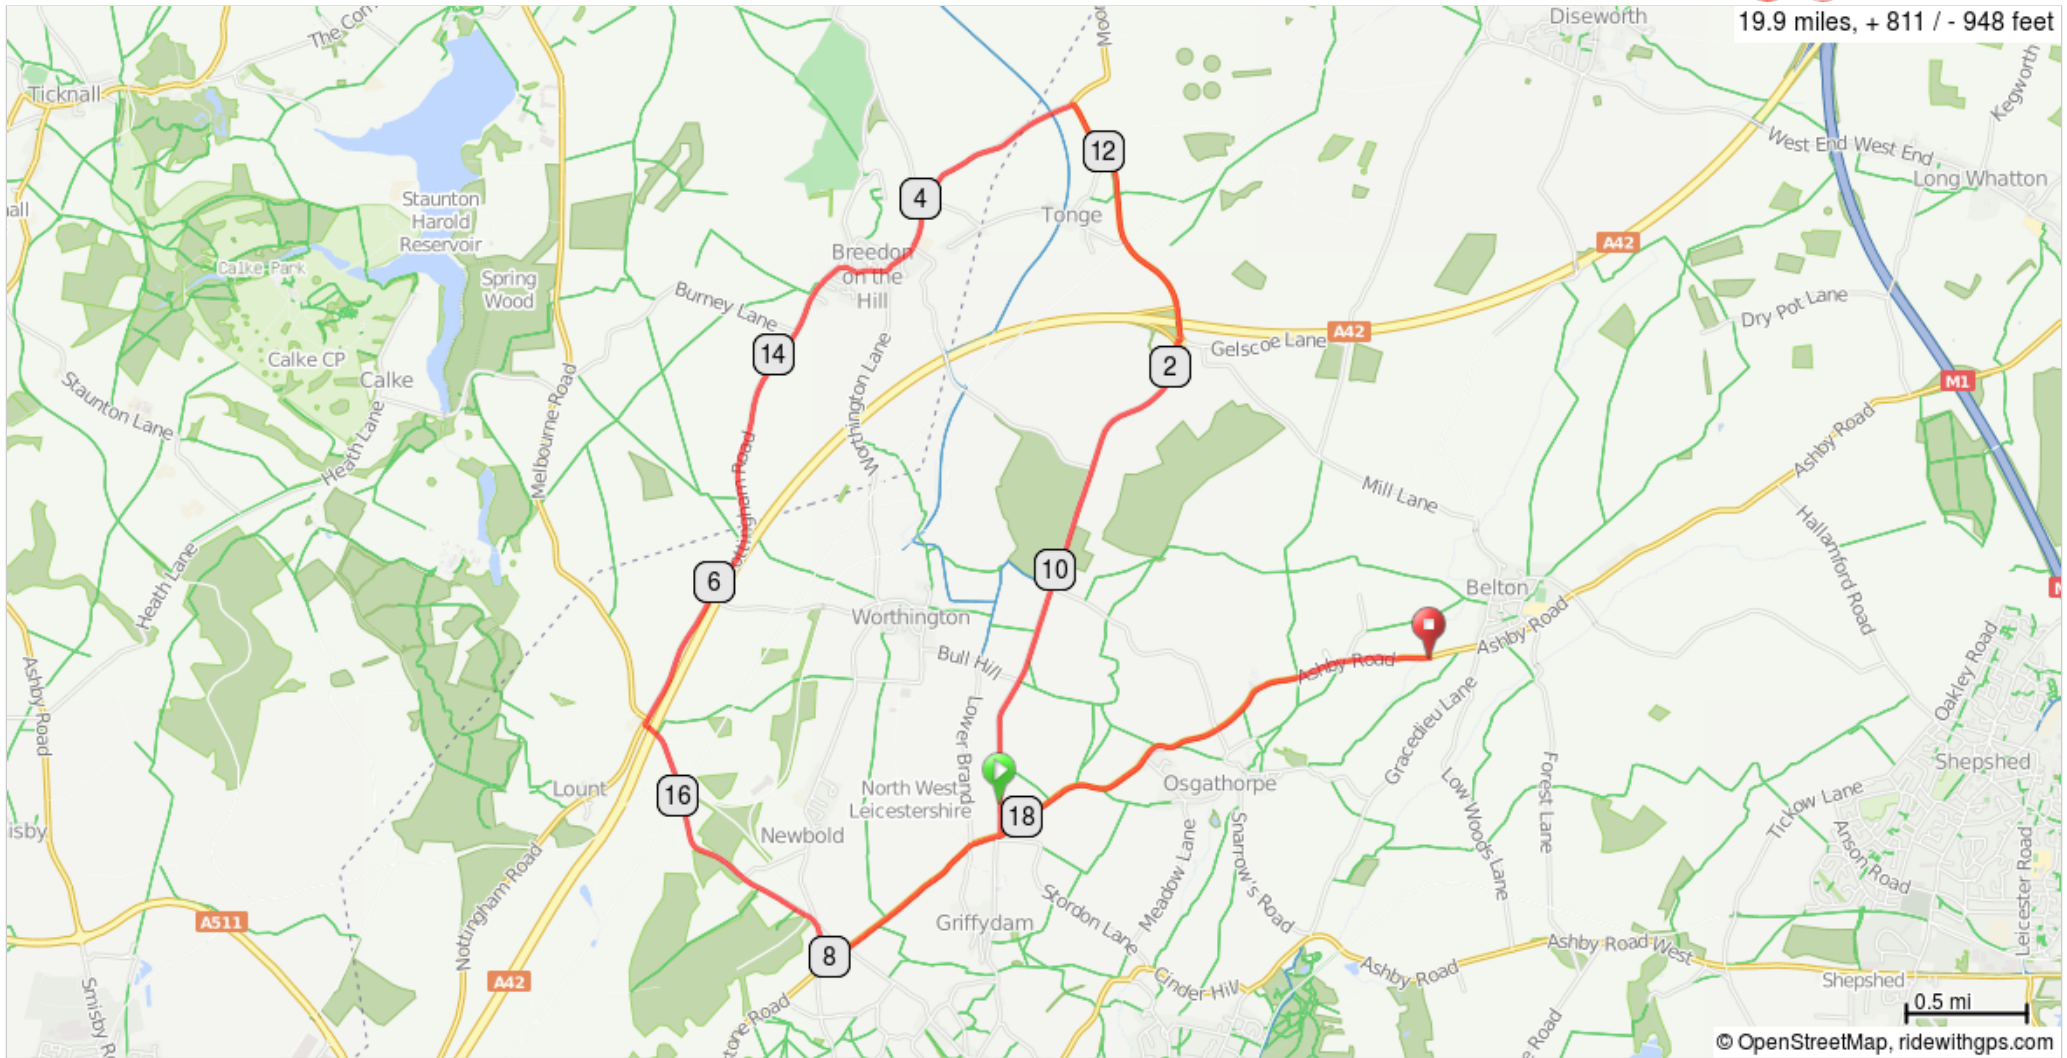 19.9 miles, + 811 / - 948 feet
Diseworth
Ticknall
Kegworth
12
West End West End
Long Whatton
4
Staunton
Harold
Reservoir
Tonge
A42
Breedon
on the
Hill
Calke Park
Spring
Wood
Burney Lane
Dry Pot Lane
A42
Gelscoe Lane
14
2
Calke CP
Calke
M1
Staunton Lane
Heath Lane
Melbourne Road
Worthington Lane
Ashby Road
Mill Lane
Hallamford Road
10
6
Heath Lane
Belton
Worthington
Ashby Road
Bull Hill
Ashby Road
Ashby Road
Lower Brand
Gracedieu Lane
Oakley Road
Lount
North West
Leicestershire
Osgathorpe
Shepshed
16
18
Newbold
Low Woods Lane
Forest Lane
Tickow Lane
Anson Road
Snarrow's Road
Meadow Lane
Stordon Lane
Leicester Road
A511
Nottingham Road
Griffydam
8
Ashby Road West
Ashby Road
A42
Cinder Hill
Shepshed
0.5 mi
© OpenStreetMap, ridewithgps.com